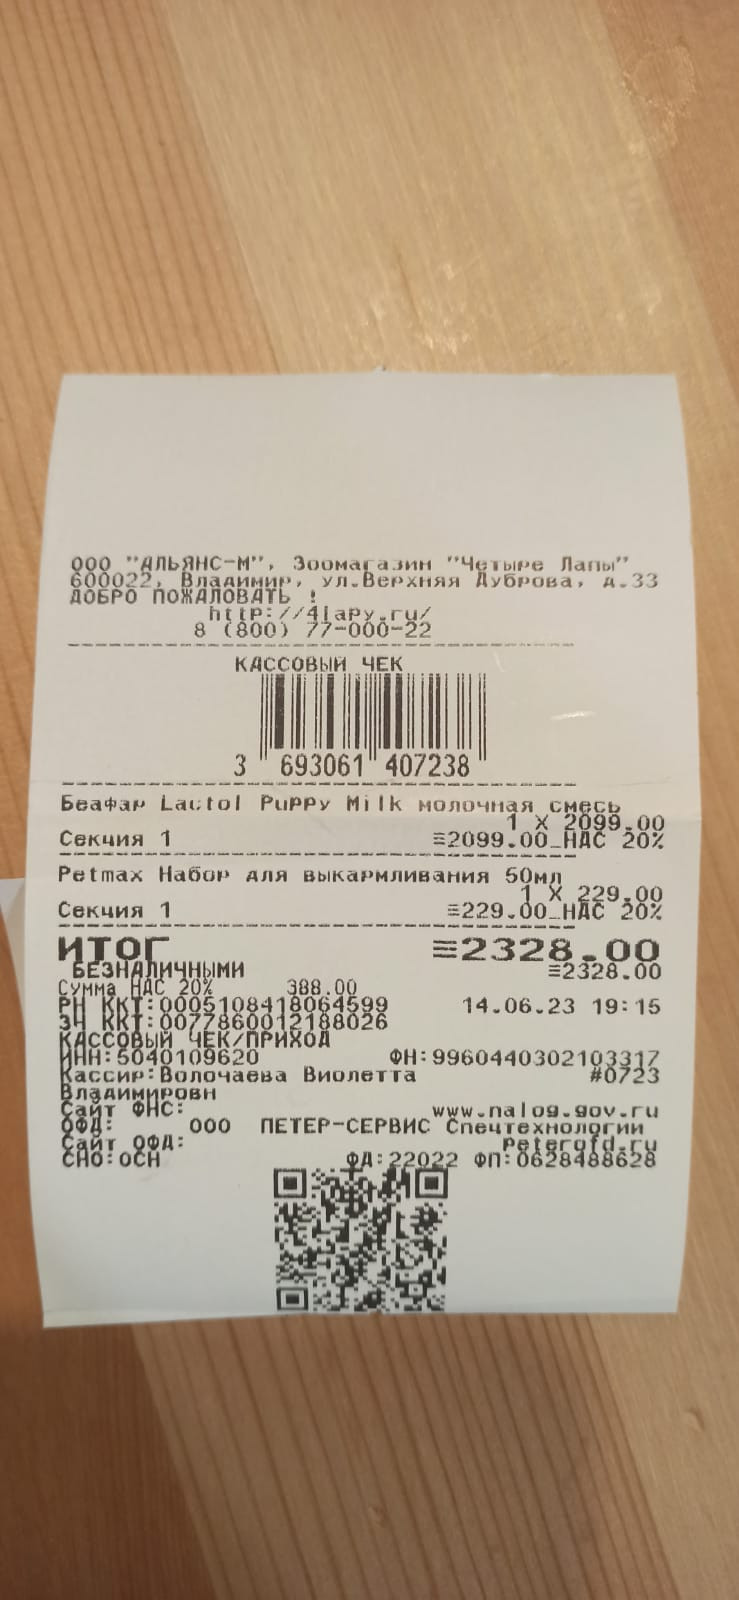 ООО "АЛЬЯНС-М", Зоомагазин "Четыре Лапы"
600022, Владимир, ул.Верхняя Дуброва, д.33
ДОБРО ПОЖАЛОВАТЬ !
http://4lapy.ru/
8 (800) 77-000-22
КАССОВЫЙ ЧЕК
3 693061 407238
Беафар Lactol Puppy Milk молочная смесь
1 X 2099.00
Секция 1 ≡2099.00_НДС 20%
Petmax Набор для выкармливания 50мл
1 X 229.00
Секция 1 ≡229.00_НДС 20%
ИТОГ ≡2328.00
БЕЗНАЛИЧНЫМИ ≡2328.00
Сумма НДС 20% 388.00
РН ККТ:0005108418064599 14.06.23 19:15
ЗН ККТ:0077860012188026
КАССОВЫЙ ЧЕК/ПРИХОД
ИНН:5040109620 ФН:9960440302103317
Кассир:Волочаева Виолетта #0723
Владимировн
Сайт ФНС: www.nalog.gov.ru
ОФД: ООО ПЕТЕР-СЕРВИС Спецтехнологии
Сайт ОФД: peterofd.ru
СНО:ОСН ФД:22022 ФП:0628488628